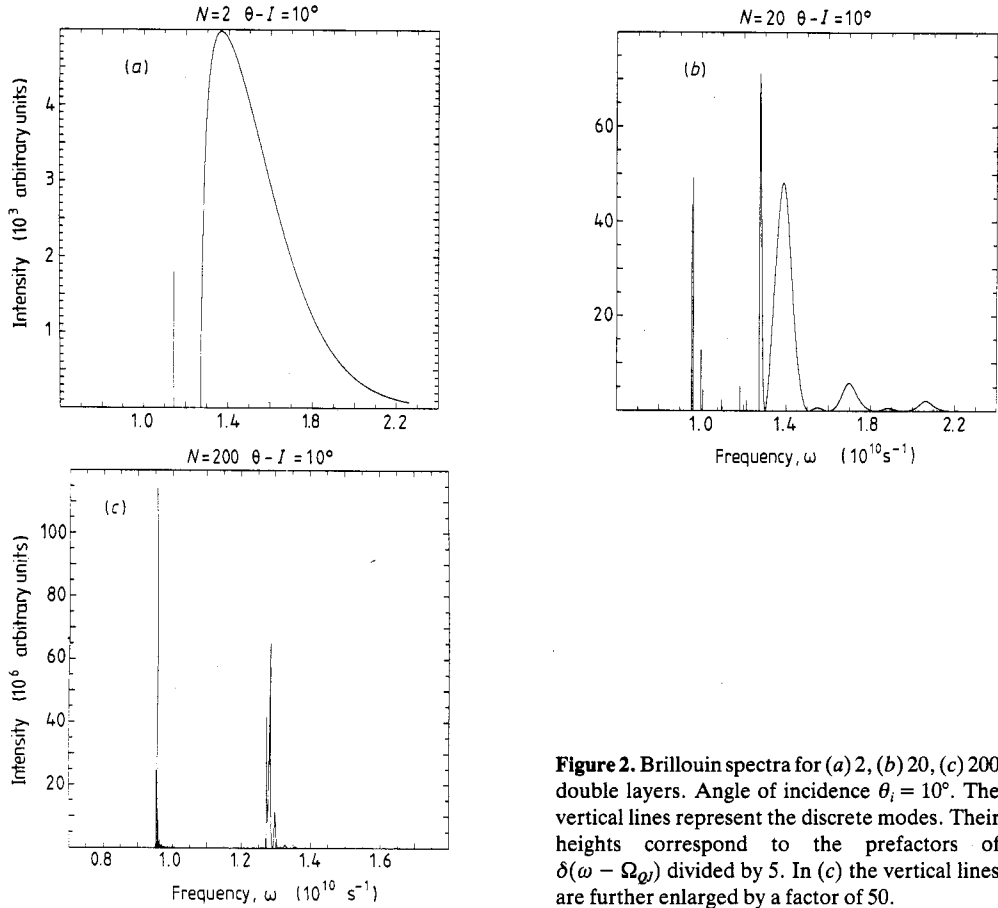 N=2 θ-I=10°
(a)
Intensity (10³ arbitrary units)
4
3
2
1
1.0 1.4 1.8 2.2
N=20 θ-I=10°
(b)
60
40
20
1.0 1.4 1.8 2.2
Frequency, ω (10¹⁰s⁻¹)
N=200 θ-I=10°
(c)
Intensity (10⁶ arbitrary units)
100
80
60
40
20
0.8 1.0 1.2 1.4 1.6
Frequency, ω (10¹⁰ s⁻¹)
Figure 2. Brillouin spectra for (a) 2, (b) 20, (c) 200
double layers. Angle of incidence θᵢ = 10°. The
vertical lines represent the discrete modes. Their
heights correspond to the prefactors of
δ(ω − Ω_QJ) divided by 5. In (c) the vertical lines
are further enlarged by a factor of 50.